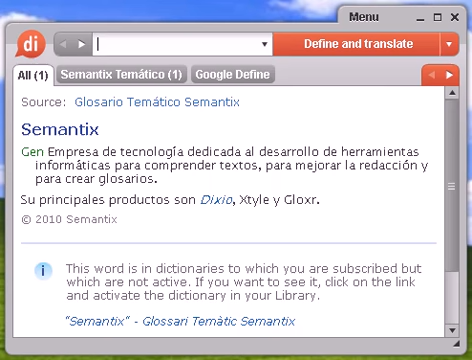 Menu
di
Define and translate
All (1)
Semantix Temático (1)
Google Define
Source: Glosario Temático Semantix
Semantix
Gen Empresa de tecnología dedicada al desarrollo de herramientas
informáticas para comprender textos, para mejorar la redacción y
para crear glosarios.
Su principales productos son Dixio, Xtyle y Gloxr.
© 2010 Semantix
i
This word is in dictionaries to which you are subscribed but
which are not active. If you want to see it, click on the link
and activate the dictionary in your Library.
"Semantix" - Glossari Temàtic Semantix